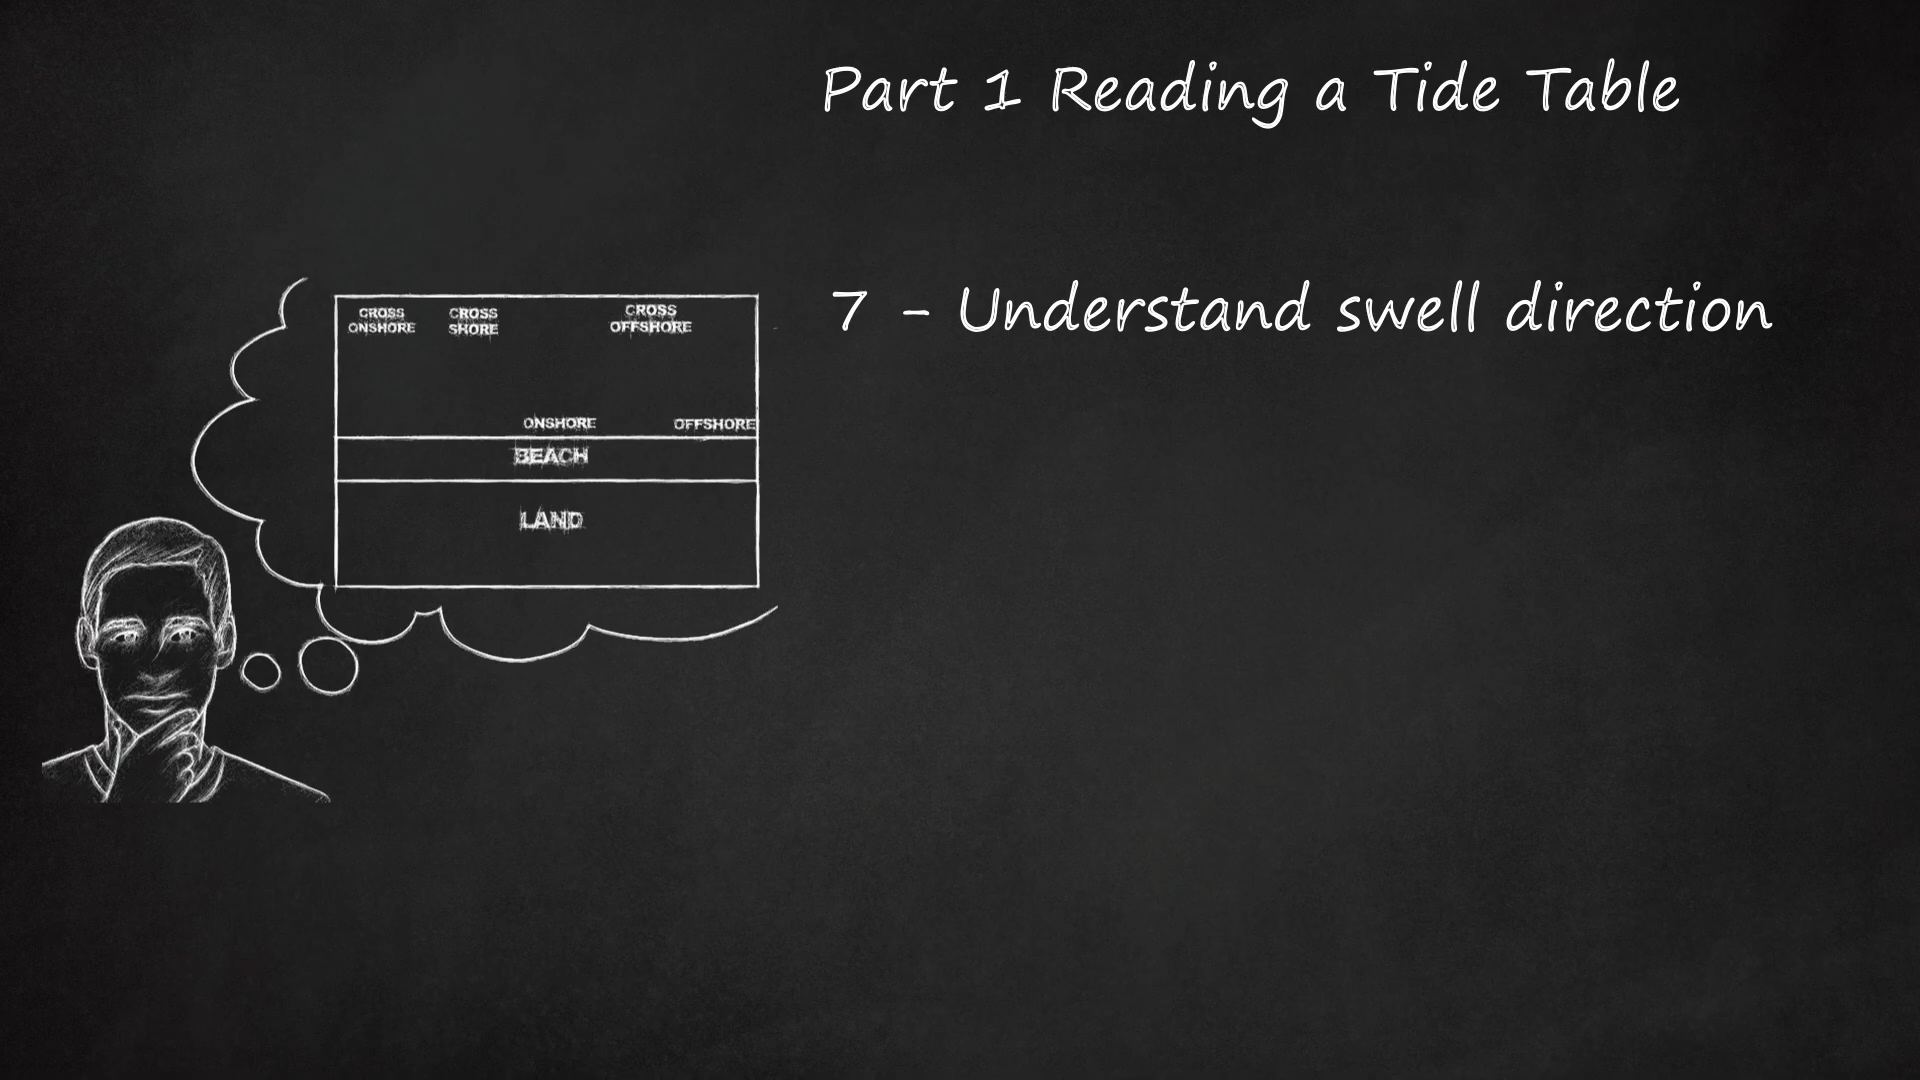 Part 1 Reading a Tide Table
7 - Understand swell direction
CROSS ONSHORE
CROSS SHORE
CROSS OFFSHORE
ONSHORE
OFFSHORE
BEACH
LAND